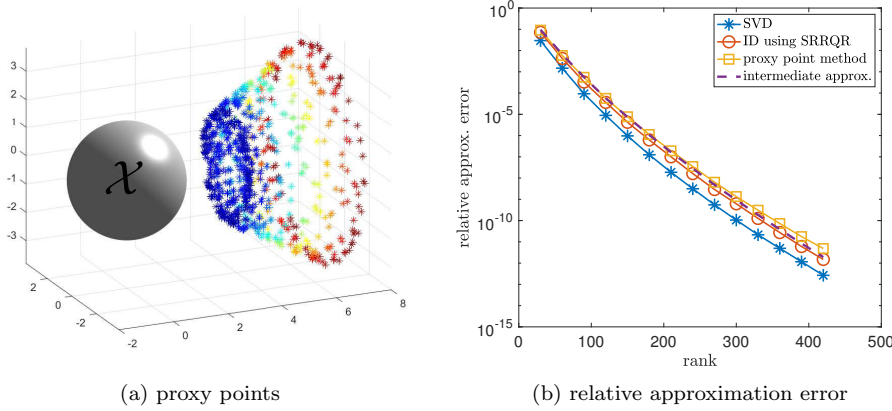 3
2
1
0
-1
-2
-3
2
0
-2
-2
0
2
4
6
8
𝒳
(a) proxy points
10^0
10^-5
10^-10
10^-15
relative approx. error
SVD
ID using SRRQR
proxy point method
intermediate approx.
0
100
200
300
400
500
rank
(b) relative approximation error